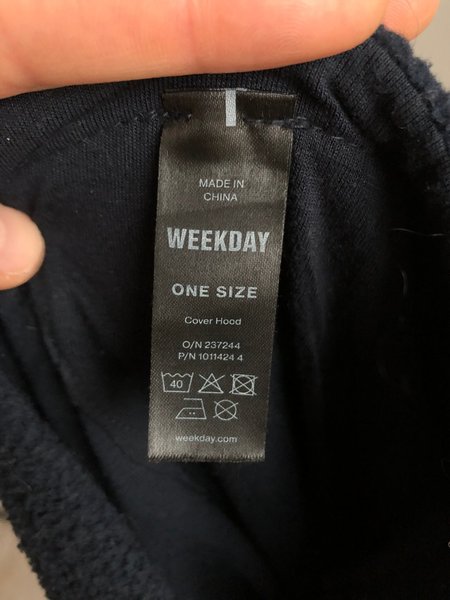 MADE IN
CHINA
WEEKDAY
ONE SIZE
Cover Hood
O/N 237244
P/N 1011424 4
40
weekday.com